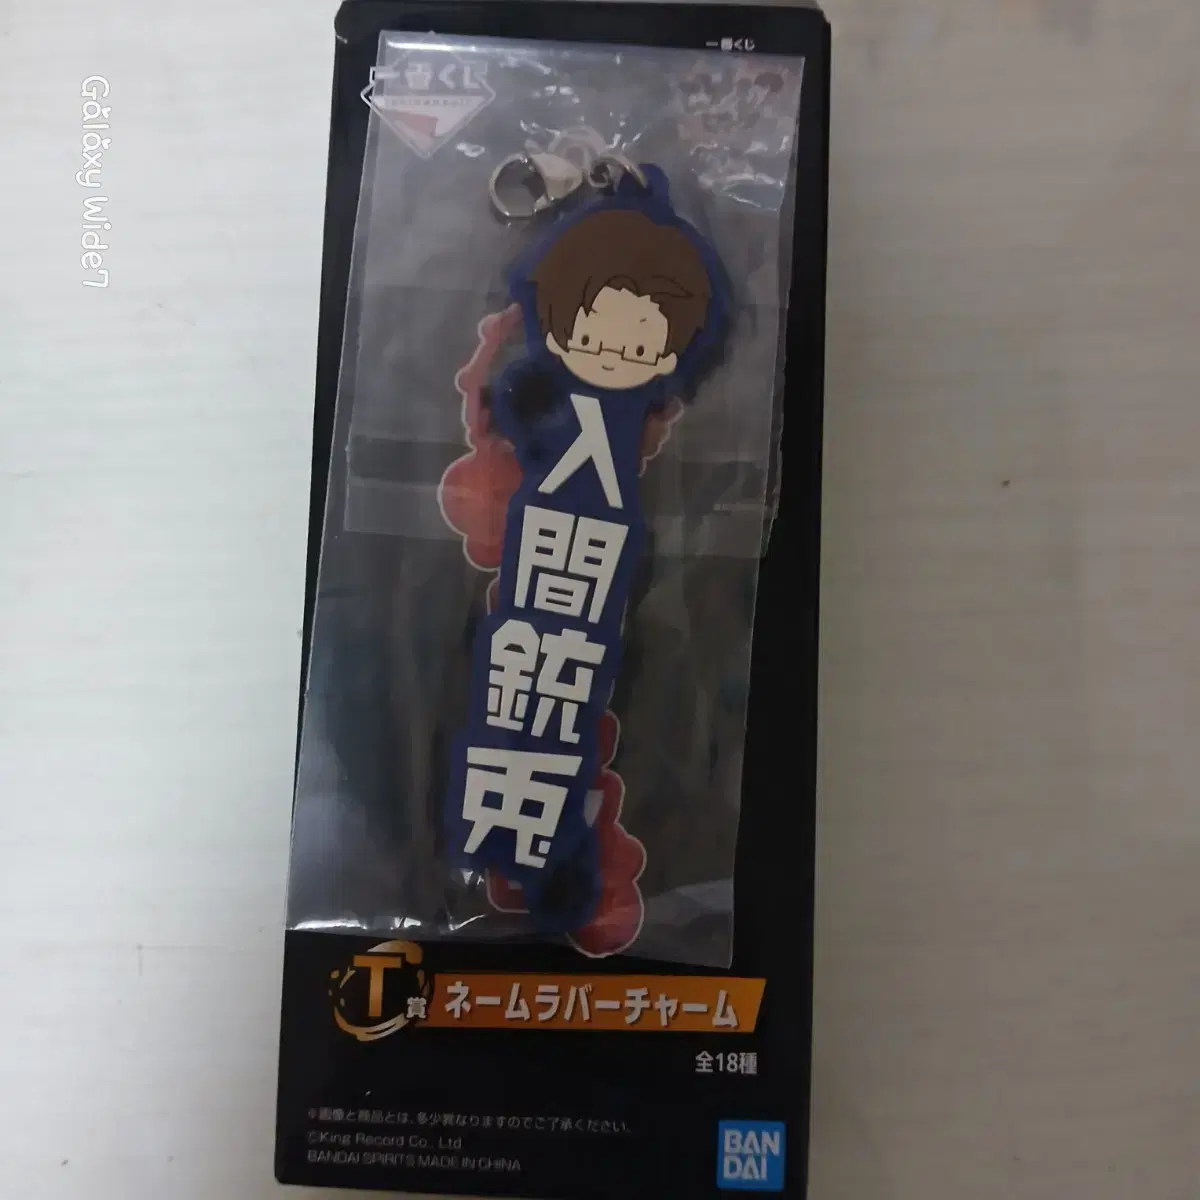 一番くじ
一番くじ
入間銃兎
T賞 ネームラバーチャーム
全18種
※画像と商品とは、多少異なりますのでご了承ください。
©King Record Co., Ltd
BANDAI SPIRITS MADE IN CHINA
BAN
DAI
Galaxy Wide7